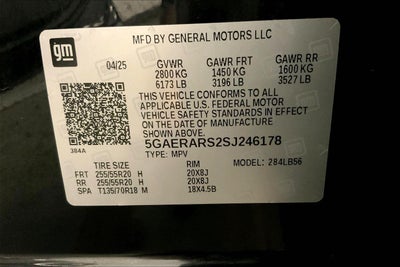 gm
MFD BY GENERAL MOTORS LLC
04/25 GVWR GAWR FRT GAWR RR
2800 KG 1450 KG 1600 KG
6173 LB 3196 LB 3527 LB
THIS VEHICLE CONFORMS TO ALL
APPLICABLE U.S. FEDERAL MOTOR
VEHICLE SAFETY STANDARDS IN EFFECT
ON THE DATE OF MANUFACTURE
SHOWN ABOVE.
384A
5GAERARS2SJ246178
TYPE: MPV MODEL: 284LB56
TIRE SIZE RIM
FRT 255/55R20 H 20X8J
RR 255/55R20 H 20X8J
SPA T135/70R18 M 18X4.5B